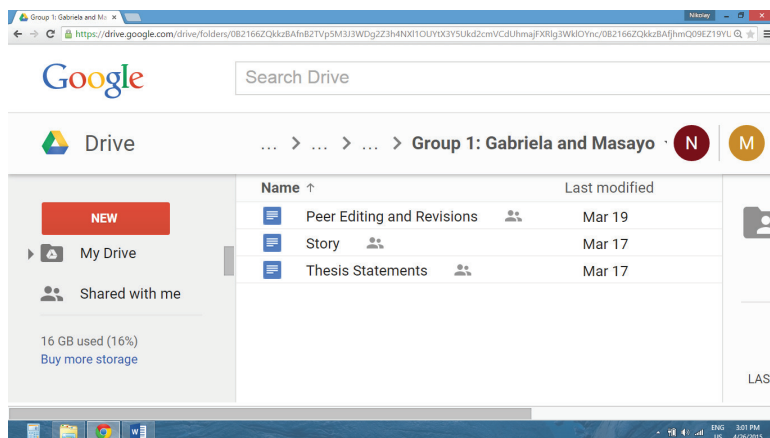 Group 1: Gabriela and Ma
Nikolay
https://drive.google.com/drive/folders/0B2166ZQkkzBAfnB2TVp5M3J3WDg2Z3h4NXl1OUYtX3Y5Ukd2cmVCdUhmajFXRlg3WklOYnc/0B2166ZQkkzBAfjhmQ09EZ19YU
Google
Search Drive
Drive
... > ... > ... > Group 1: Gabriela and Masayo
N
M
Name ↑ Last modified
NEW
Peer Editing and Revisions Mar 19
My Drive
Story Mar 17
Shared with me
Thesis Statements Mar 17
16 GB used (16%)
Buy more storage
LAS
ENG 3:01 PM
US 4/26/2015